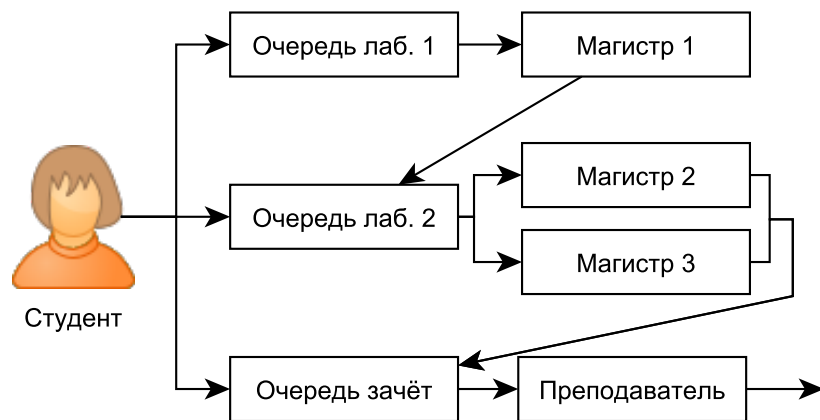 Очередь лаб. 1
Магистр 1
Магистр 2
Очередь лаб. 2
Магистр 3
Студент
Очередь зачёт
Преподаватель